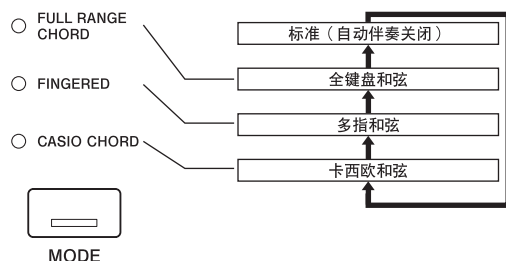 FULL RANGE
CHORD
FINGERED
CASIO CHORD
MODE
标准（自动伴奏关闭）
全键盘和弦
多指和弦
卡西欧和弦